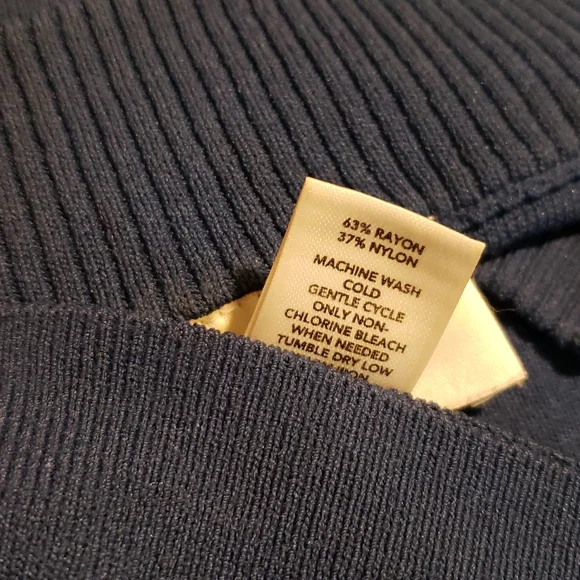 63% RAYON
37% NYLON
MACHINE WASH
COLD
GENTLE CYCLE
ONLY NON-
CHLORINE BLEACH
WHEN NEEDED
TUMBLE DRY LOW